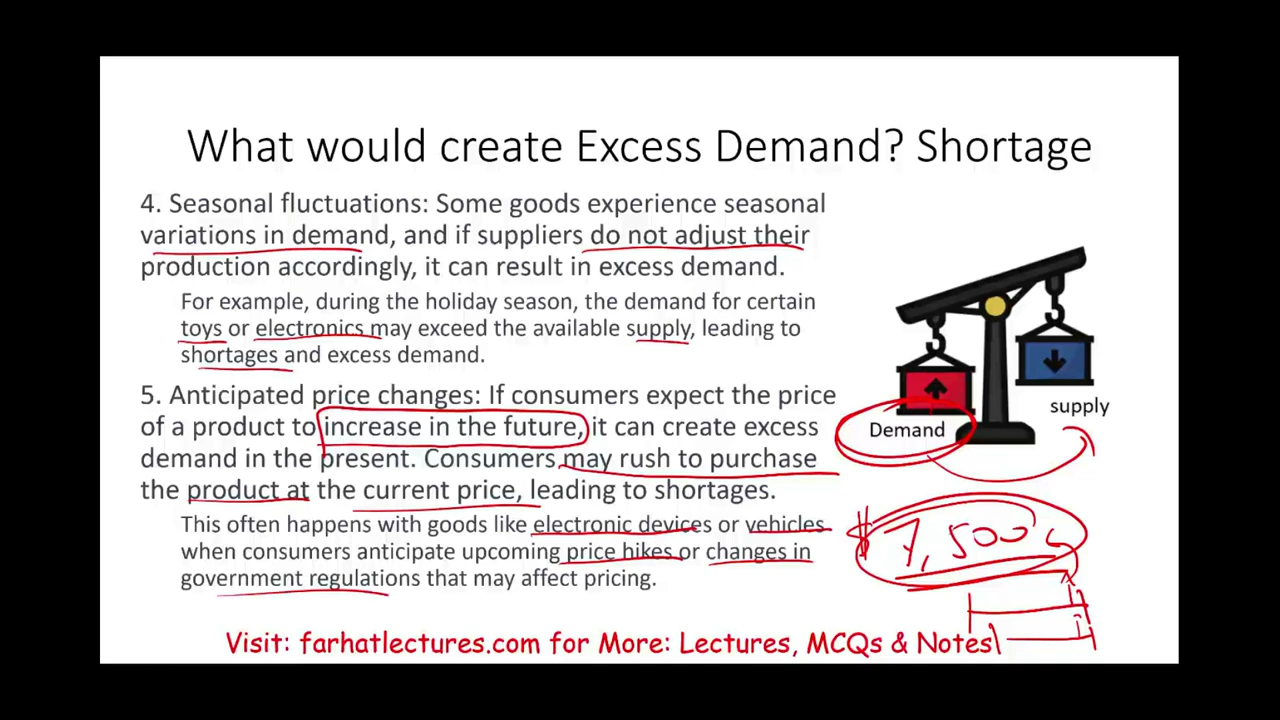 What would create Excess Demand? Shortage
4. Seasonal fluctuations: Some goods experience seasonal
variations in demand, and if suppliers do not adjust their
production accordingly, it can result in excess demand.
For example, during the holiday season, the demand for certain
toys or electronics may exceed the available supply, leading to
shortages and excess demand.
5. Anticipated price changes: If consumers expect the price
of a product to increase in the future, it can create excess
demand in the present. Consumers may rush to purchase
the product at the current price, leading to shortages.
This often happens with goods like electronic devices or vehicles
when consumers anticipate upcoming price hikes or changes in
government regulations that may affect pricing.
supply
Demand
$7,500
Visit: farhatlectures.com for More: Lectures, MCQs & Notes